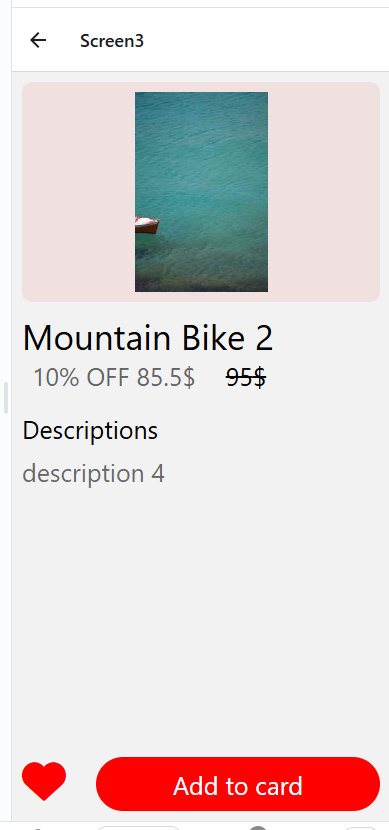 Screen3
Mountain Bike 2
10% OFF 85.5$ 95$
Descriptions
description 4
Add to card